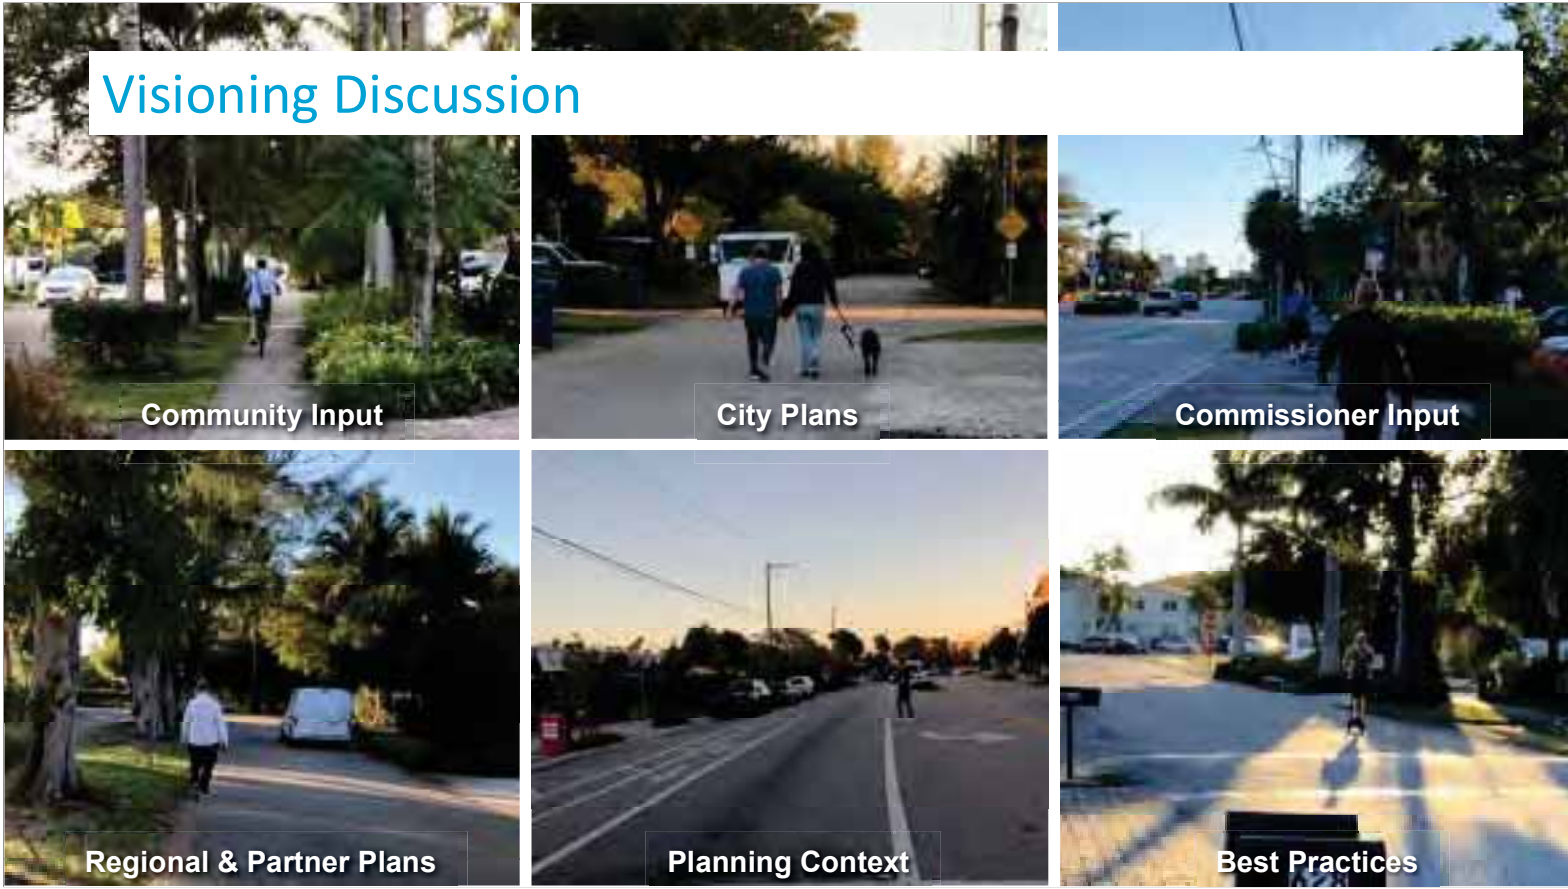 Visioning Discussion
Community Input
City Plans
Commissioner Input
Regional & Partner Plans
Planning Context
Best Practices